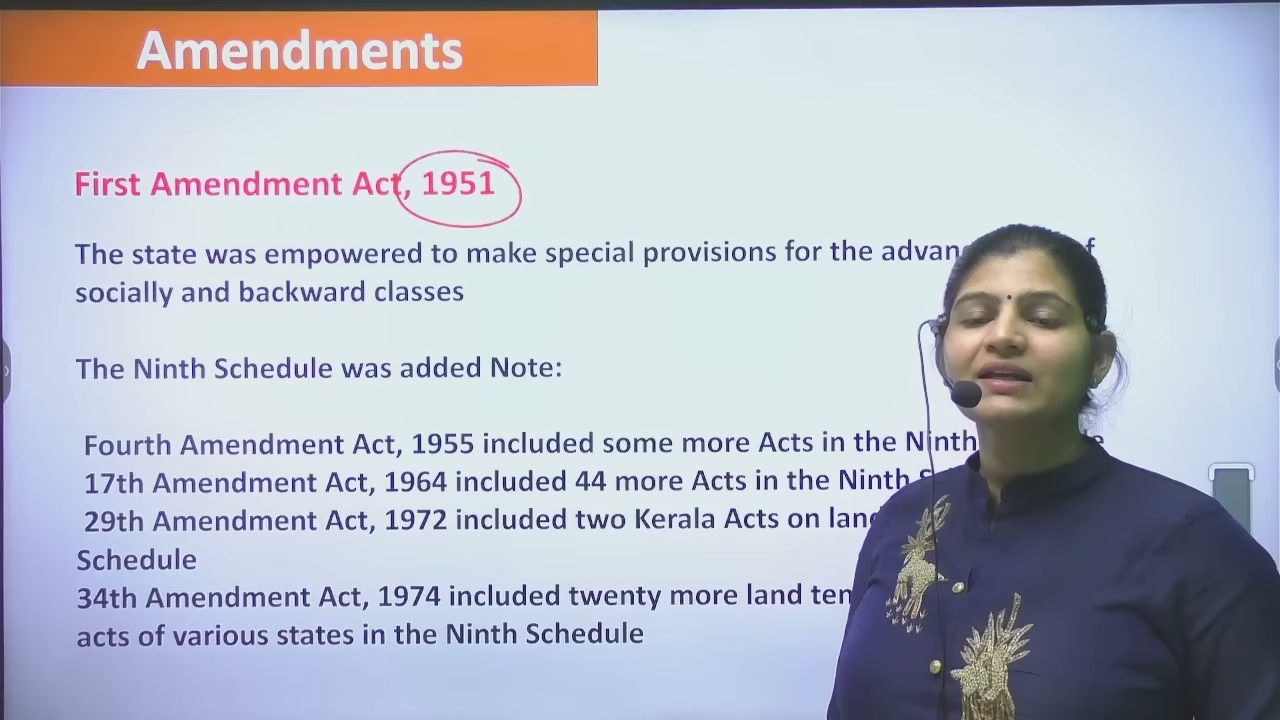 Amendments
First Amendment Act, 1951
The state was empowered to make special provisions for the
socially and backward classes
The Ninth Schedule was added Note:
Fourth Amendment Act, 1955 included some more Acts in the Ninth
17th Amendment Act, 1964 included 44 more Acts in the Ninth
29th Amendment Act, 1972 included two Kerala Acts on
Schedule
34th Amendment Act, 1974 included twenty more land
acts of various states in the Ninth Schedule